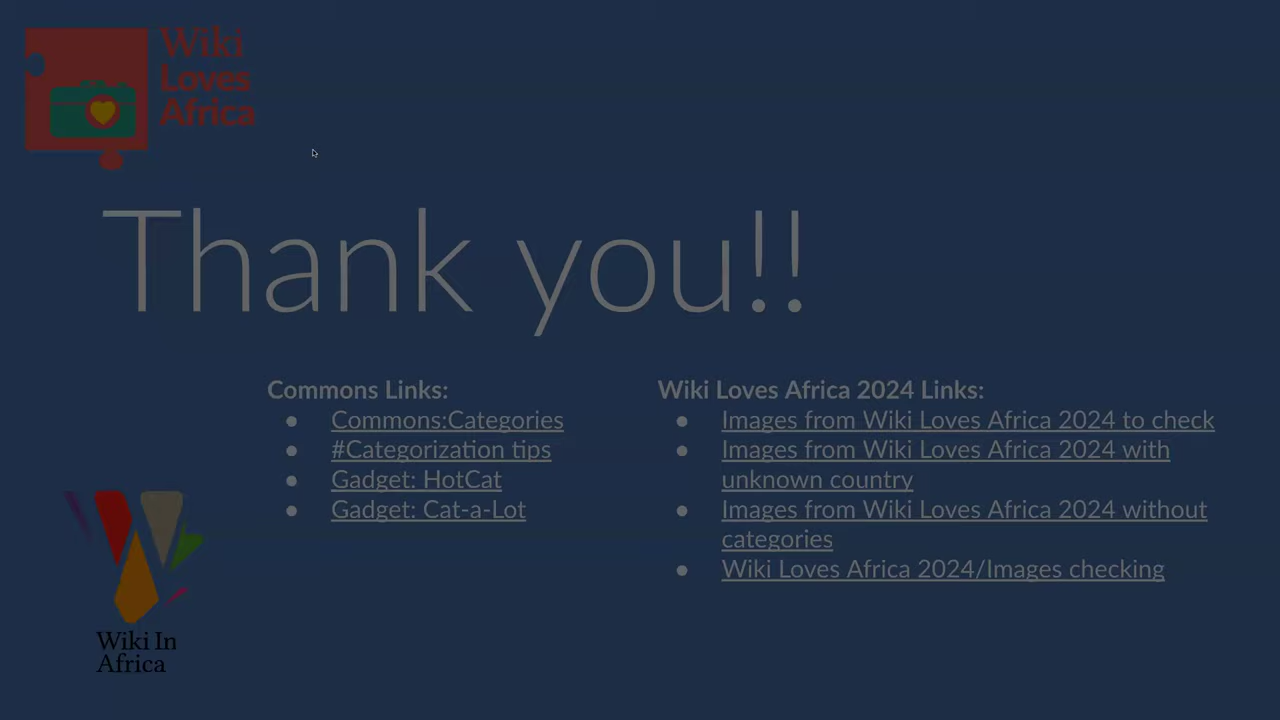 Wiki
Loves
Africa
Thank you!!
Commons Links:
● Commons:Categories
● #Categorization tips
● Gadget: HotCat
● Gadget: Cat-a-Lot
Wiki Loves Africa 2024 Links:
● Images from Wiki Loves Africa 2024 to check
● Images from Wiki Loves Africa 2024 with
unknown country
● Images from Wiki Loves Africa 2024 without
categories
● Wiki Loves Africa 2024/Images checking
Wiki In
Africa